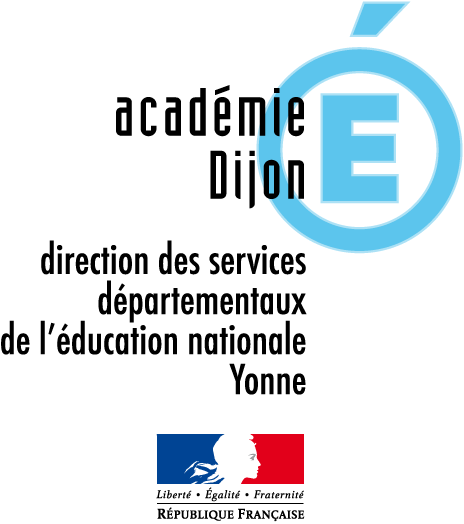 académie
Dijon
É
direction des services
départementaux
de l'éducation nationale
Yonne
Liberté • Égalité • Fraternité
RÉPUBLIQUE FRANÇAISE